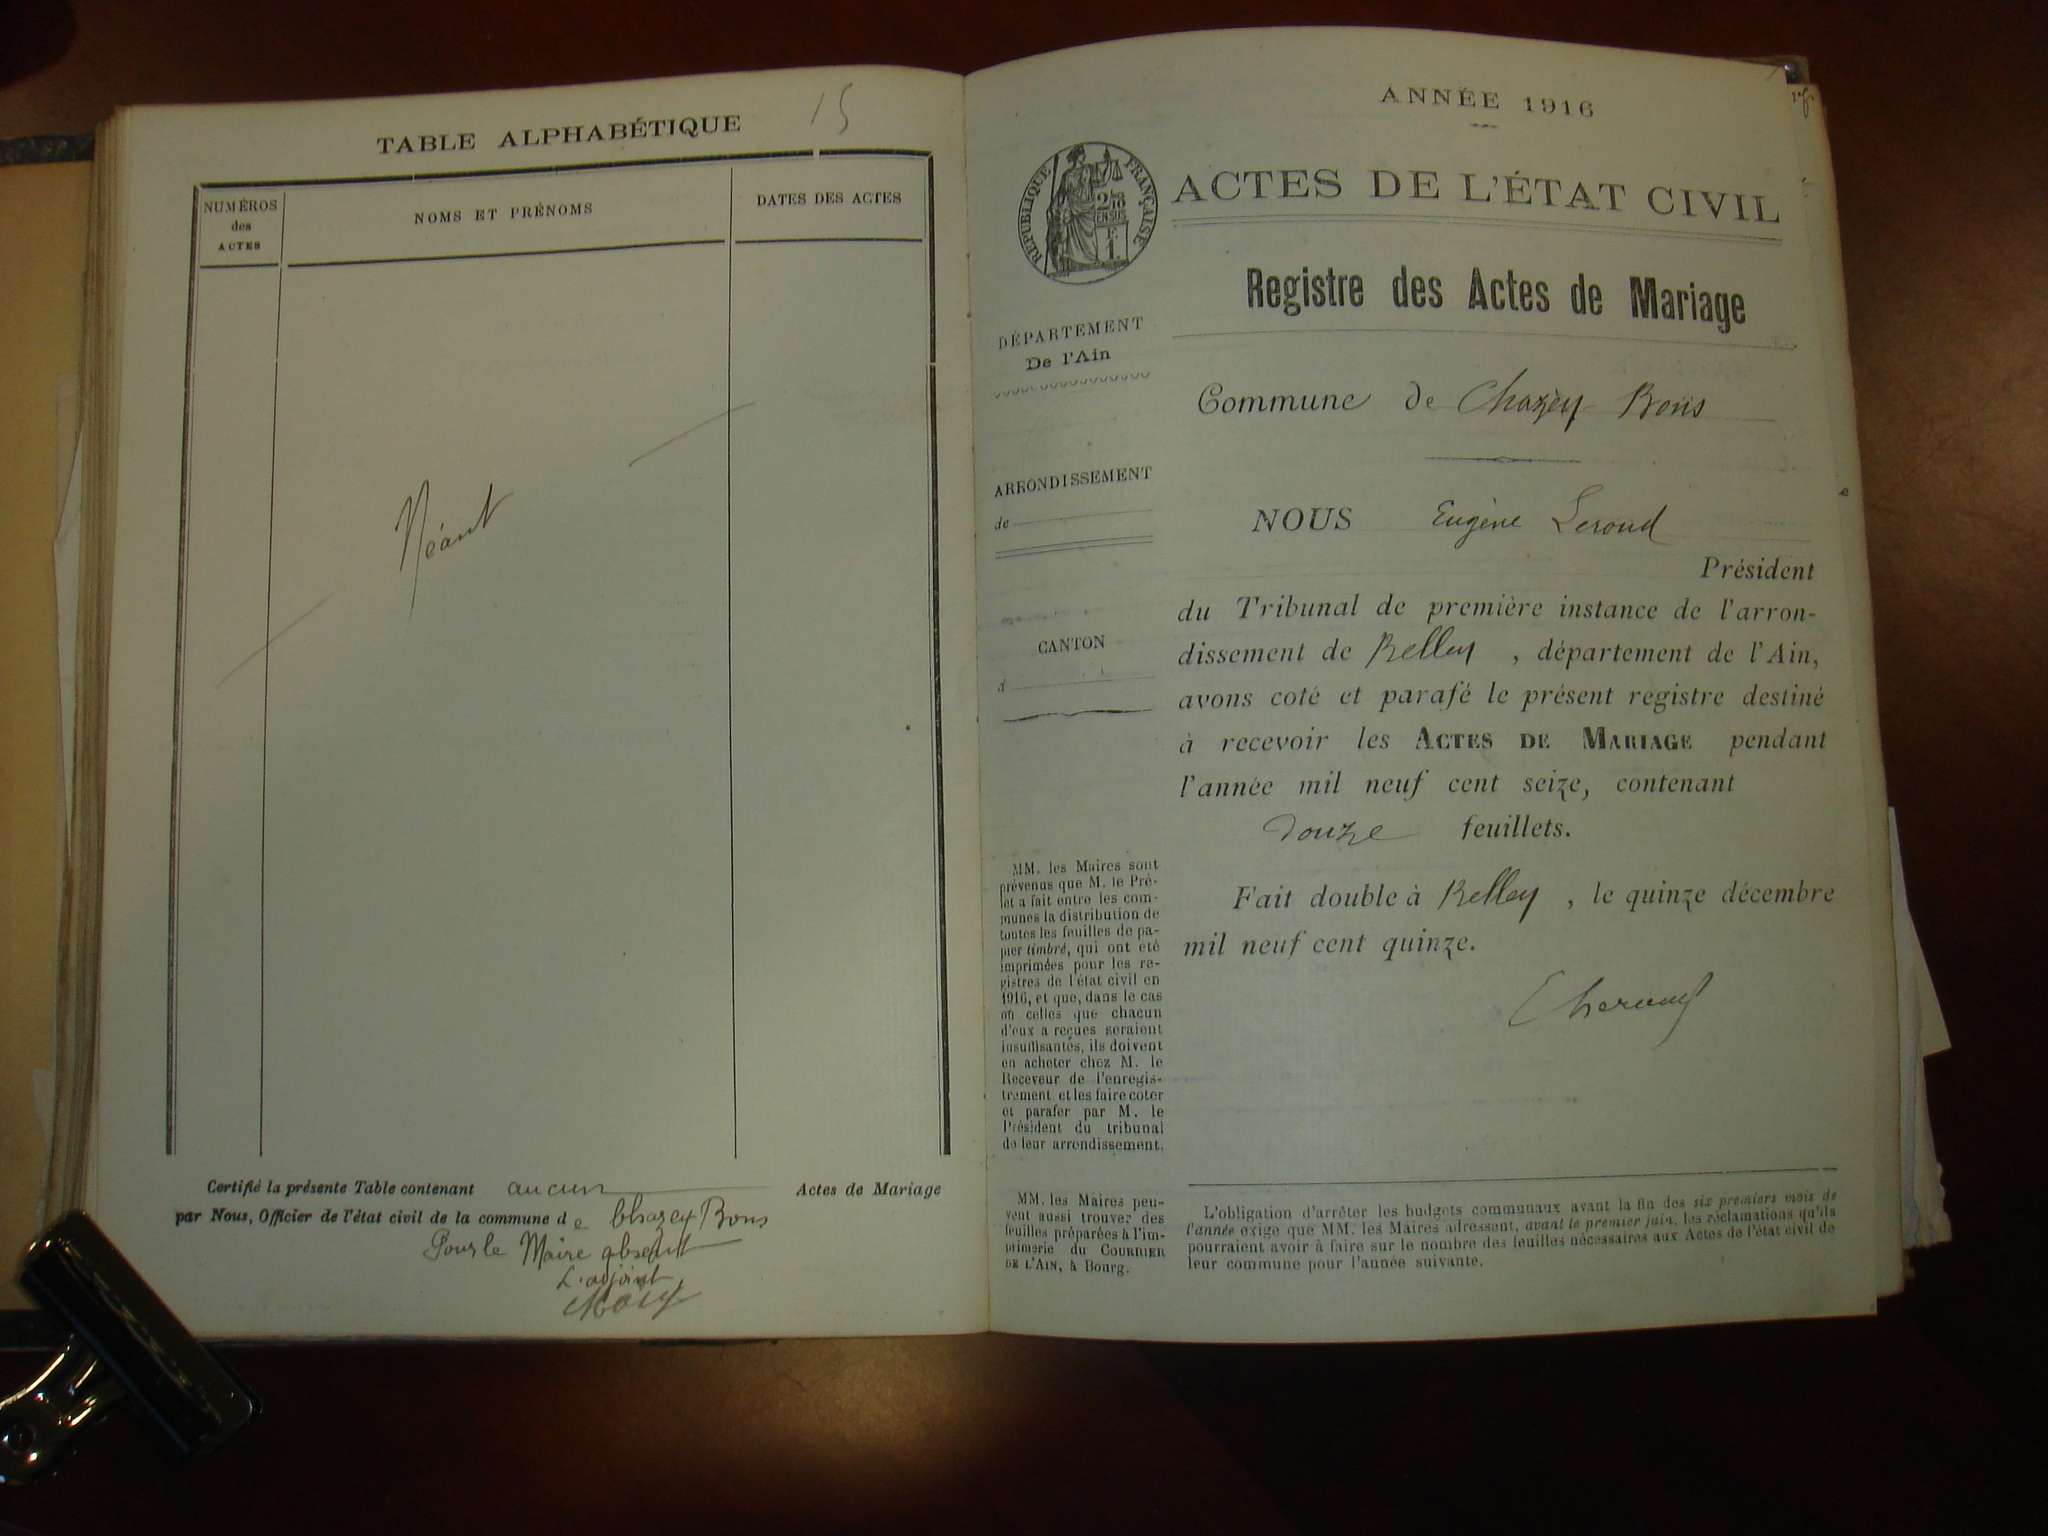 TABLE ALPHABÉTIQUE
15
NUMÉROS
des
ACTES
NOMS ET PRÉNOMS
DATES DES ACTES
Néant
Certifié la présente Table contenant aucun Actes de Mariage
par Nous, Officier de l'état civil de la commune de Chazey Bons
Pour le Maire absent
L'adjoint
ANNÉE 1916
RÉPUBLIQUE FRANÇAISE
2/10
EN SUS
F.
1.
ACTES DE L'ÉTAT CIVIL
Registre des Actes de Mariage
DÉPARTEMENT
De l'Ain
Commune de Chazey Bons
ARRONDISSEMENT
de
NOUS Eugène Leroud
Président
du Tribunal de première instance de l'arron-
CANTON
d
dissement de Belley, département de l'Ain,
avons coté et parafé le présent registre destiné
à recevoir les ACTES DE MARIAGE pendant
l'année mil neuf cent seize, contenant
douze feuillets.
Fait double à Belley, le quinze décembre
mil neuf cent quinze.
MM. les Maires sont
prévenus que M. le Pré-
fet a fait entre les com-
munes la distribution de
toutes les feuilles de pa-
pier timbré, qui ont été
imprimées pour les re-
gistres de l'état civil en
1916, et que, dans le cas
où celles que chacun
d'eux a reçues seraient
insuffisantes, ils doivent
en acheter chez M. le
Receveur de l'enregis-
trement et les faire coter
et parafer par M. le
Président du tribunal
de leur arrondissement.
MM. les Maires peu-
vent aussi trouver des
feuilles préparées à l'im-
primerie du COURRIER
DE L'AIN, à Bourg.
L'obligation d'arrêter les budgets communaux avant la fin des six premiers mois de
l'année exige que MM. les Maires adressent, avant le premier juin, les réclamations qu'ils
pourraient avoir à faire sur le nombre des feuilles nécessaires aux Actes de l'état civil de
leur commune pour l'année suivante.